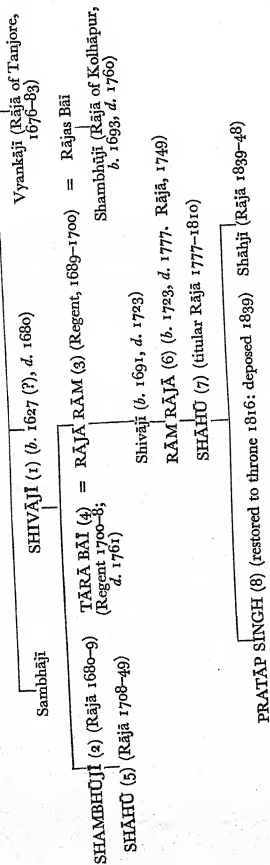 Sambhājī
SHIVĀJĪ (1) (b. 1627 (?), d. 1680)
Vyankājī (Rājā of Tanjore,
1676–83)
SHAMBHŪJĪ (2) (Rājā 1680–9)
TĀRĀ BĀĪ (4) = RĀJĀ RĀM (3) (Regent, 1689–1700) = Rājas Bāī
(Regent 1700–8;
d. 1761)
SHĀHŪ (5) (Rājā 1708–49)
Shivājī (b. 1691, d. 1723)
Shambhūjī (Rājā of Kolhāpur,
b. 1693, d. 1760)
RĀM RĀJĀ (6) (b. 1723, d. 1777. Rājā, 1749)
SHĀHŪ (7) (titular Rājā 1777–1810)
PRATĀP SINGH (8) (restored to throne 1816: deposed 1839)
Shāhjī (Rājā 1839–48)